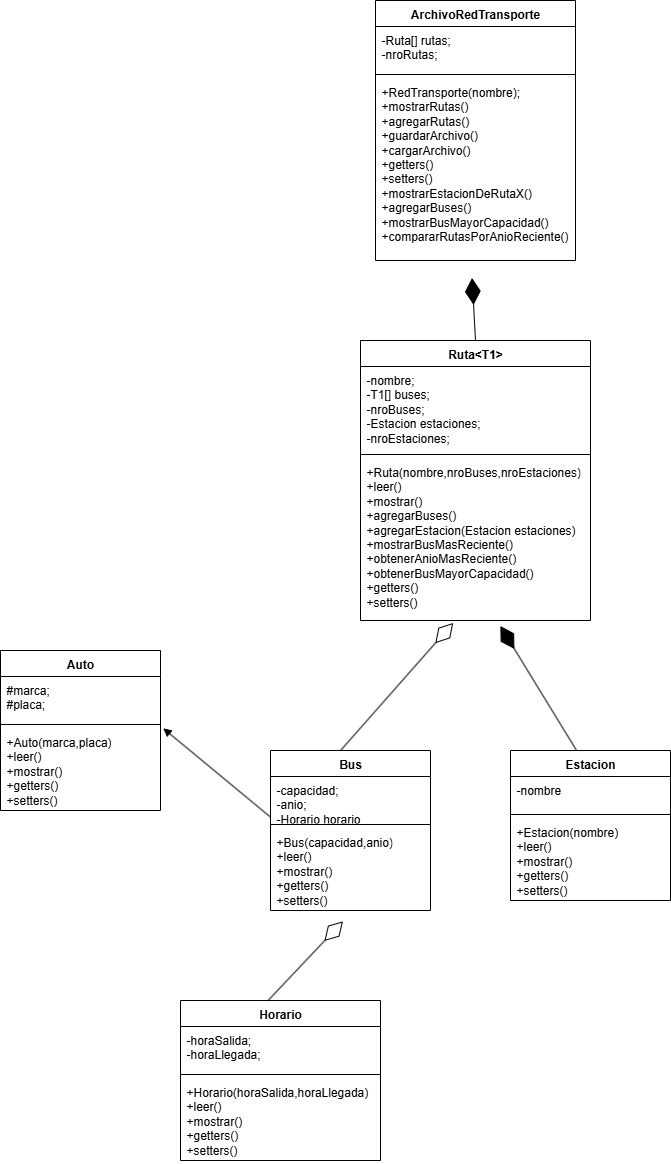 ArchivoRedTransporte
-Ruta[] rutas;
-nroRutas;
+RedTransporte(nombre);
+mostrarRutas()
+agregarRutas()
+guardarArchivo()
+cargarArchivo()
+getters()
+setters()
+mostrarEstacionDeRutaX()
+agregarBuses()
+mostrarBusMayorCapacidad()
+compararRutasPorAnioReciente()
Ruta<T1>
-nombre;
-T1[] buses;
-nroBuses;
-Estacion estaciones;
-nroEstaciones;
+Ruta(nombre,nroBuses,nroEstaciones)
+leer()
+mostrar()
+agregarBuses()
+agregarEstacion(Estacion estaciones)
+mostrarBusMasReciente()
+obtenerAnioMasReciente()
+obtenerBusMayorCapacidad()
+getters()
+setters()
Auto
#marca;
#placa;
+Auto(marca,placa)
+leer()
+mostrar()
+getters()
+setters()
Bus
-capacidad;
-anio;
-Horario horario
+Bus(capacidad,anio)
+leer()
+mostrar()
+getters()
+setters()
Estacion
-nombre
+Estacion(nombre)
+leer()
+mostrar()
+getters()
+setters()
Horario
-horaSalida;
-horaLlegada;
+Horario(horaSalida,horaLlegada)
+leer()
+mostrar()
+getters()
+setters()